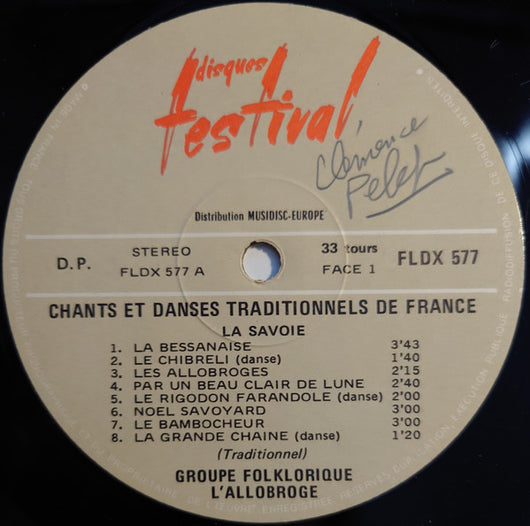 disques
festival
Clémence
Distribution MUSIDISC-EUROPE
D.P.
STEREO
FLDX 577 A
33 tours
FACE 1
FLDX 577
CHANTS ET DANSES TRADITIONNELS DE FRANCE
LA SAVOIE
1. LA BESSANAISE 3'43
2. LE CHIBRELI (danse) 1'40
3. LES ALLOBROGES 2'15
4. PAR UN BEAU CLAIR DE LUNE 2'40
5. LE RIGODON FARANDOLE (danse) 2'00
6. NOEL SAVOYARD 3'00
7. LE BAMBOCHEUR 3'00
8. LA GRANDE CHAINE (danse) 1'20
(Traditionnel)
GROUPE FOLKLORIQUE
L'ALLOBROGE